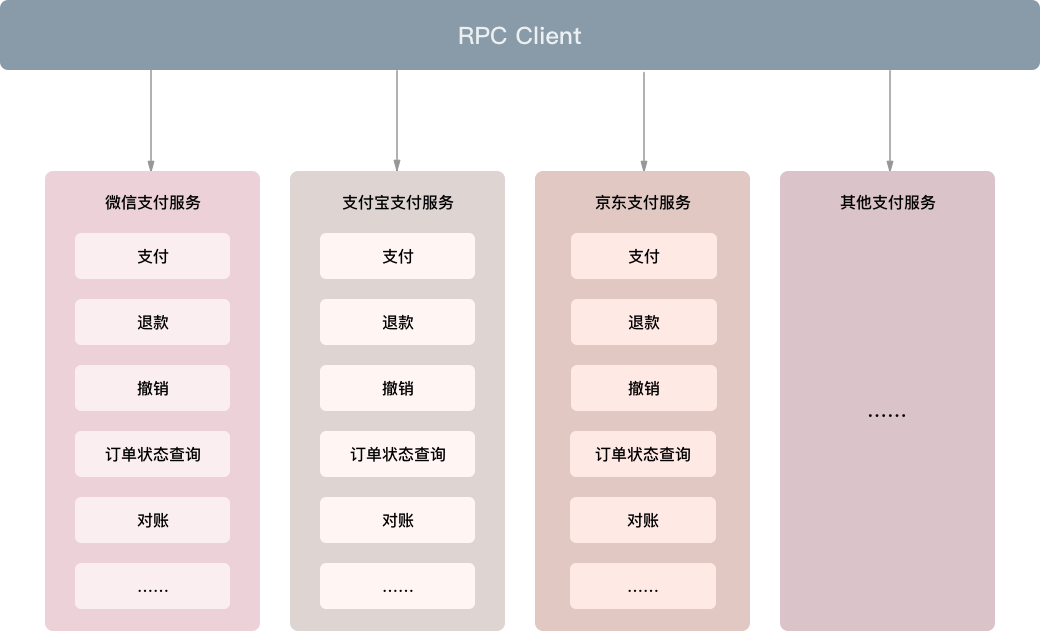 RPC Client
微信支付服务
支付
退款
撤销
订单状态查询
对账
……
支付宝支付服务
支付
退款
撤销
订单状态查询
对账
……
京东支付服务
支付
退款
撤销
订单状态查询
对账
……
其他支付服务
……